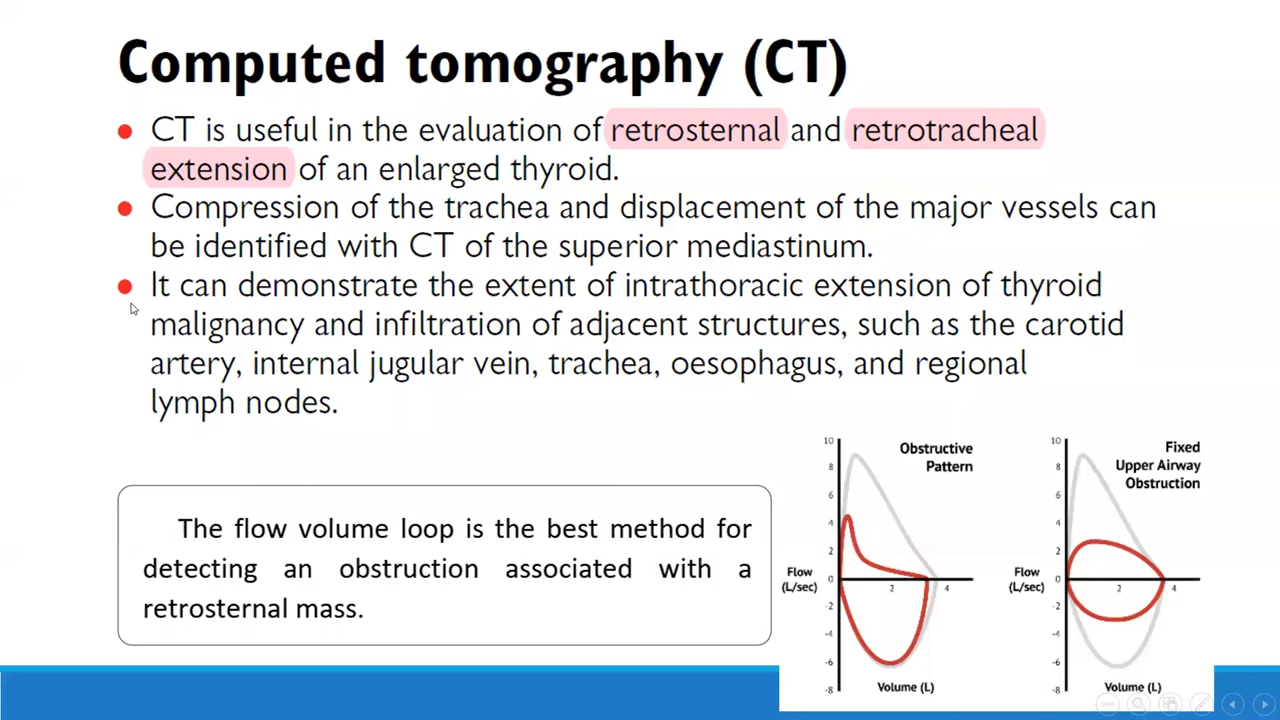 Computed tomography (CT)
• CT is useful in the evaluation of retrosternal and retrotracheal
extension of an enlarged thyroid.
• Compression of the trachea and displacement of the major vessels can
be identified with CT of the superior mediastinum.
• It can demonstrate the extent of intrathoracic extension of thyroid
malignancy and infiltration of adjacent structures, such as the carotid
artery, internal jugular vein, trachea, oesophagus, and regional
lymph nodes.
The flow volume loop is the best method for
detecting an obstruction associated with a
retrosternal mass.
Obstructive
Pattern
10
8
6
4
2
0
-2
-4
-6
-8
Flow
(L/sec)
2
4
Volume (L)
Fixed
Upper Airway
Obstruction
10
8
6
4
2
0
-2
-4
-6
-8
Flow
(L/sec)
2
4
Volume (L)